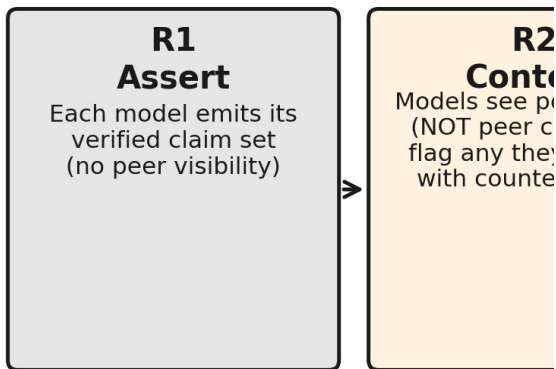 R1
Assert
Each model emits its
verified claim set
(no peer visibility)
R2
Models see
(NOT peer
flag any they
with